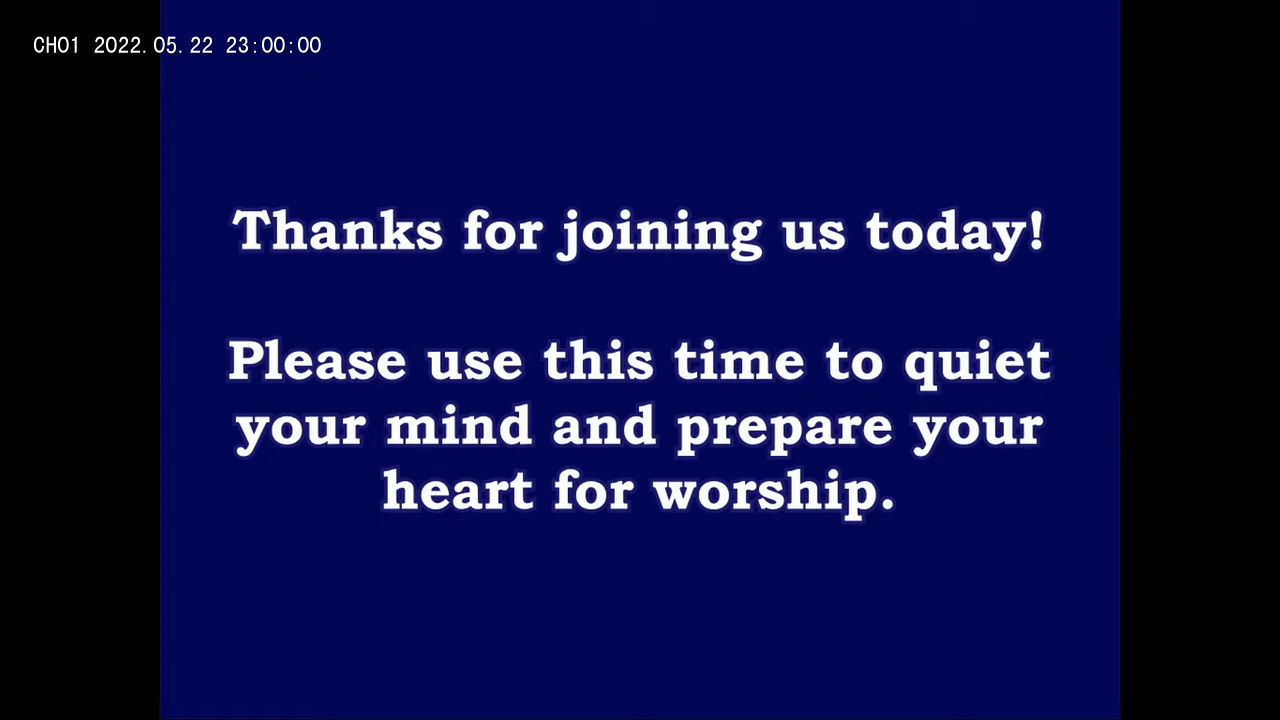 CH01 2022.05.22 23:00:00
Thanks for joining us today!
Please use this time to quiet
your mind and prepare your
heart for worship.